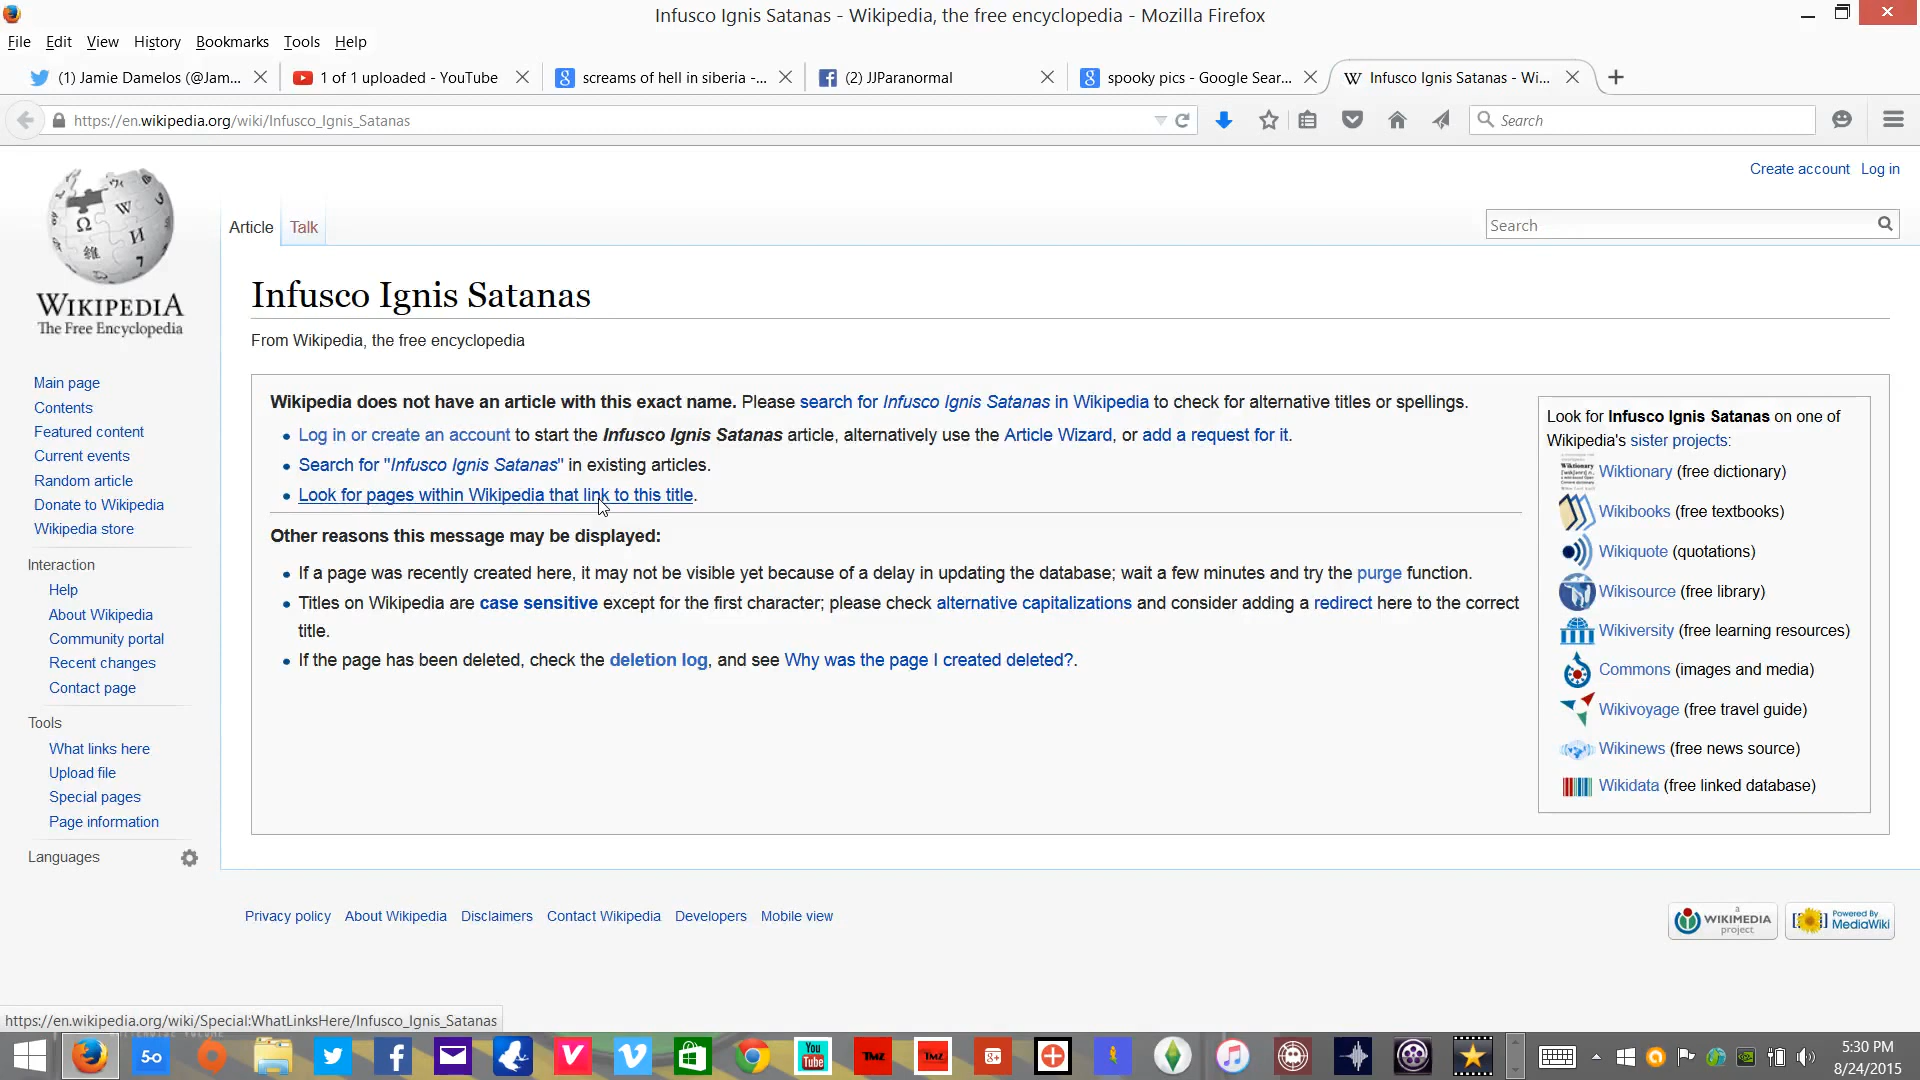 Infusco Ignis Satanas - Wikipedia, the free encyclopedia - Mozilla Firefox
File Edit View History Bookmarks Tools Help
(1) Jamie Damelos (@Jam... 1 of 1 uploaded - YouTube screams of hell in siberia -... (2) JJParanormal spooky pics - Google Sear... Infusco Ignis Satanas - Wi...
https://en.wikipedia.org/wiki/Infusco_Ignis_Satanas Search
Create account Log in
Article Talk Search
WIKIPEDIA
The Free Encyclopedia
Main page
Contents
Featured content
Current events
Random article
Donate to Wikipedia
Wikipedia store
Interaction
Help
About Wikipedia
Community portal
Recent changes
Contact page
Tools
What links here
Upload file
Special pages
Page information
Languages
Infusco Ignis Satanas
From Wikipedia, the free encyclopedia
Wikipedia does not have an article with this exact name. Please search for Infusco Ignis Satanas in Wikipedia to check for alternative titles or spellings.
Log in or create an account to start the Infusco Ignis Satanas article, alternatively use the Article Wizard, or add a request for it.
Search for "Infusco Ignis Satanas" in existing articles.
Look for pages within Wikipedia that link to this title.
Other reasons this message may be displayed:
If a page was recently created here, it may not be visible yet because of a delay in updating the database; wait a few minutes and try the purge function.
Titles on Wikipedia are case sensitive except for the first character; please check alternative capitalizations and consider adding a redirect here to the correct
title.
If the page has been deleted, check the deletion log, and see Why was the page I created deleted?.
Look for Infusco Ignis Satanas on one of
Wikipedia's sister projects:
Wiktionary (free dictionary)
Wikibooks (free textbooks)
Wikiquote (quotations)
Wikisource (free library)
Wikiversity (free learning resources)
Commons (images and media)
Wikivoyage (free travel guide)
Wikinews (free news source)
Wikidata (free linked database)
Privacy policy About Wikipedia Disclaimers Contact Wikipedia Developers Mobile view
a
WIKIMEDIA
project
Powered By
MediaWiki
https://en.wikipedia.org/wiki/Special:WhatLinksHere/Infusco_Ignis_Satanas
5-0
You
Tube
TMZ
TMZ
5:30 PM
8/24/2015